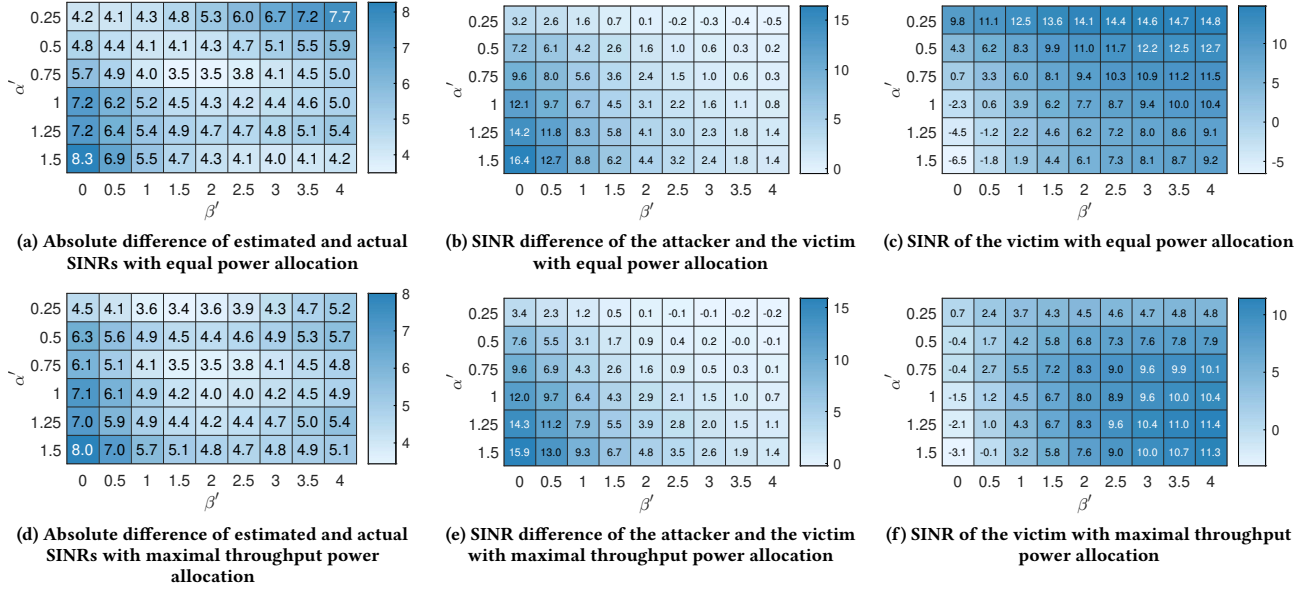 0.25 4.2 4.1 4.3 4.8 5.3 6.0 6.7 7.2 7.7
0.5 4.8 4.4 4.1 4.1 4.3 4.7 5.1 5.5 5.9
0.75 5.7 4.9 4.0 3.5 3.5 3.8 4.1 4.5 5.0
1 7.2 6.2 5.2 4.5 4.3 4.2 4.4 4.6 5.0
1.25 7.2 6.4 5.4 4.9 4.7 4.7 4.8 5.1 5.4
1.5 8.3 6.9 5.5 4.7 4.3 4.1 4.0 4.1 4.2
0 0.5 1 1.5 2 2.5 3 3.5 4
α′
β′
8
7
6
5
4
(a) Absolute difference of estimated and actual
SINRs with equal power allocation
0.25 3.2 2.6 1.7 0.7 0.1 -0.2 -0.3 -0.4 -0.5
0.5 7.2 6.1 4.2 2.6 1.6 1.0 0.6 0.3 0.2
0.75 9.6 8.0 5.6 3.6 2.4 1.5 1.0 0.6 0.3
1 12.1 9.7 6.7 4.5 3.1 2.2 1.6 1.1 0.8
1.25 14.2 11.8 8.3 5.8 4.1 3.0 2.3 1.8 1.4
1.5 16.4 12.7 8.8 6.2 4.4 3.2 2.4 1.8 1.4
0 0.5 1 1.5 2 2.5 3 3.5 4
α′
β′
15
10
5
0
(b) SINR difference of the attacker and the victim
with equal power allocation
0.25 9.8 11.1 12.5 13.6 14.1 14.4 14.6 14.7 14.8
0.5 4.3 6.2 8.3 9.9 11.0 11.7 12.2 12.5 12.7
0.75 0.7 3.3 6.0 8.1 9.4 10.3 10.9 11.2 11.5
1 -2.3 0.6 3.9 6.2 7.7 8.7 9.4 10.0 10.4
1.25 -4.5 -1.2 2.2 4.6 6.2 7.2 8.0 8.6 9.1
1.5 -6.5 -1.8 1.9 4.4 6.1 7.3 8.1 8.7 9.2
0 0.5 1 1.5 2 2.5 3 3.5 4
α′
β′
10
5
0
-5
(c) SINR of the victim with equal power allocation
0.25 4.5 4.1 3.6 3.4 3.6 3.9 4.3 4.7 5.2
0.5 6.3 5.6 4.9 4.5 4.4 4.6 4.9 5.3 5.7
0.75 6.1 5.1 4.1 3.5 3.5 3.8 4.1 4.5 4.8
1 7.1 6.1 4.9 4.2 4.0 4.0 4.2 4.5 4.9
1.25 7.0 5.9 4.9 4.4 4.2 4.4 4.7 5.0 5.4
1.5 8.0 7.0 5.7 5.1 4.8 4.7 4.8 4.9 5.1
0 0.5 1 1.5 2 2.5 3 3.5 4
α′
β′
8
7
6
5
4
(d) Absolute difference of estimated and actual
SINRs with maximal throughput power
allocation
0.25 3.4 2.3 1.2 0.5 0.1 -0.1 -0.1 -0.2 -0.2
0.5 7.6 5.5 3.1 1.7 0.9 0.4 0.2 -0.0 -0.1
0.75 9.6 6.9 4.3 2.6 1.6 0.9 0.5 0.3 0.1
1 12.0 9.7 6.4 4.3 2.9 2.1 1.5 1.0 0.7
1.25 14.3 11.2 7.9 5.5 3.9 2.8 2.0 1.5 1.1
1.5 15.9 13.0 9.3 6.7 4.8 3.5 2.6 1.9 1.4
0 0.5 1 1.5 2 2.5 3 3.5 4
α′
β′
15
10
5
0
(e) SINR difference of the attacker and the victim
with maximal throughput power allocation
0.25 0.7 2.4 3.7 4.3 4.5 4.6 4.7 4.8 4.8
0.5 -0.4 1.7 4.2 5.8 6.8 7.3 7.6 7.8 7.9
0.75 -0.4 2.7 5.5 7.2 8.3 9.0 9.6 9.9 10.1
1 -1.5 1.2 4.5 6.7 8.0 8.9 9.6 10.0 10.4
1.25 -2.1 1.0 4.3 6.7 8.3 9.6 10.4 11.0 11.4
1.5 -3.1 -0.1 3.2 5.8 7.6 9.0 10.0 10.7 11.3
0 0.5 1 1.5 2 2.5 3 3.5 4
α′
β′
10
5
0
(f) SINR of the victim with maximal throughput
power allocation